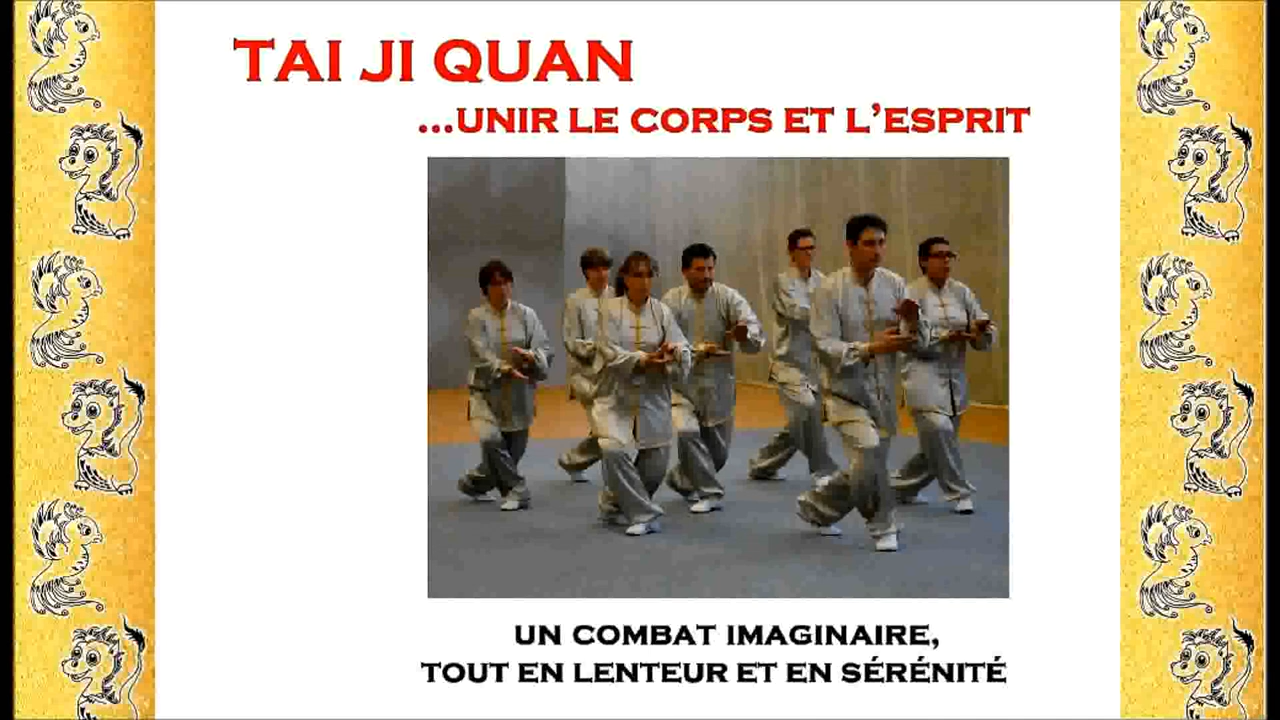 TAI JI QUAN
...UNIR LE CORPS ET L'ESPRIT
UN COMBAT IMAGINAIRE,
TOUT EN LENTEUR ET EN SÉRÉNITÉ